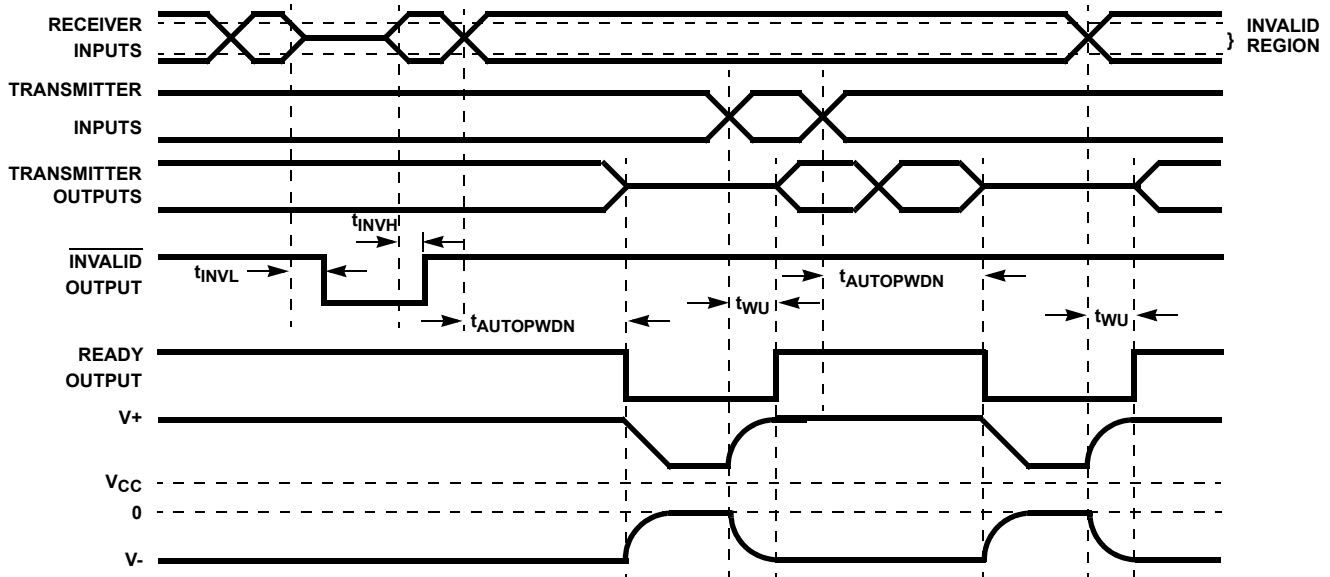 RECEIVER
INPUTS
}
INVALID
REGION
TRANSMITTER
INPUTS
TRANSMITTER
OUTPUTS
tINVH
INVALID
OUTPUT
tINVL
tAUTOPWDN
tWU
tAUTOPWDN
tWU
READY
OUTPUT
V+
VCC
0
V-